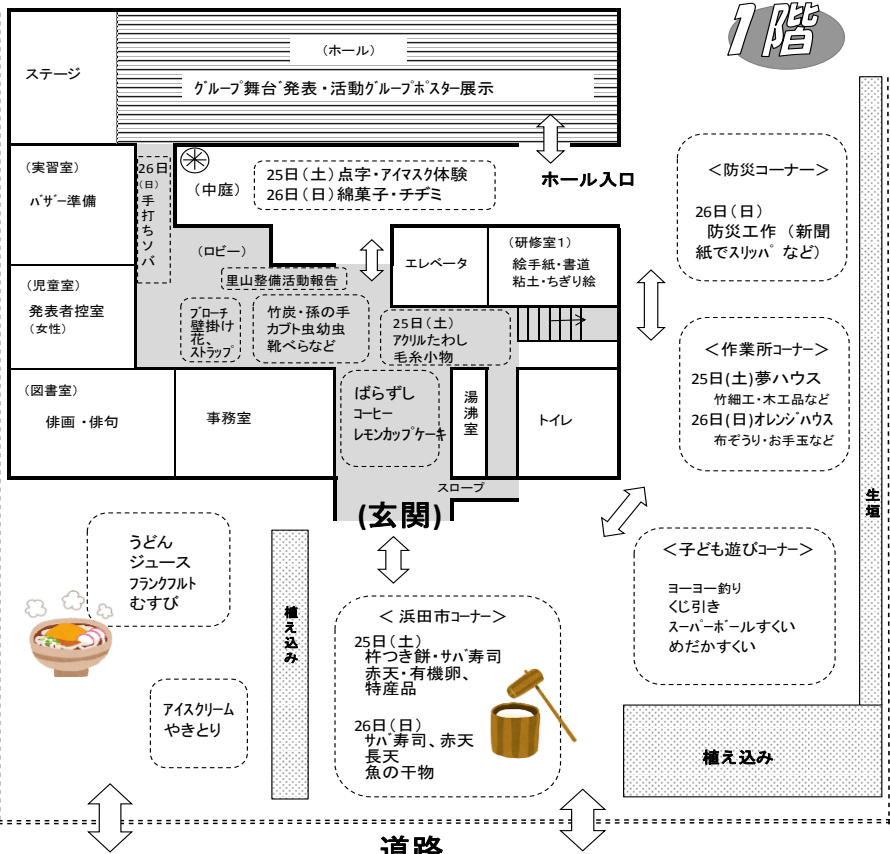 1階
(ホール)
ステージ
グループ舞台発表・活動グループポスター展示
(実習室)
バザー準備
26日
(日)
手打ちソバ
(中庭)
25日(土)点字・アイマスク体験
26日(日)綿菓子・チヂミ
ホール入口
<防災コーナー>
26日(日)
防災工作 (新聞
紙でスリッパ など)
(ロビー)
エレベータ
(研修室1)
絵手紙・書道
粘土・ちぎり絵
(児童室)
発表者控室
(女性)
里山整備活動報告
ブローチ
壁掛け
花、
ストラップ
竹炭・孫の手
カブト虫幼虫
靴べらなど
25日(土)
アクリルたわし
毛糸小物
<作業所コーナー>
25日(土)夢ハウス
竹細工・木工品など
26日(日)オレンジハウス
布ぞうり・お手玉など
(図書室)
俳画・俳句
事務室
ばらずし
コーヒー
レモンカップケーキ
湯沸室
トイレ
スロープ
(玄関)
生垣
うどん
ジュース
フランクフルト
むすび
植え込み
<子ども遊びコーナー>
ヨーヨー釣り
くじ引き
スーパーボールすくい
めだかすくい
<浜田市コーナー>
25日(土)
杵つき餅・サバ寿司
赤天・有機卵、
特産品
26日(日)
サバ寿司、赤天
長天
魚の干物
アイスクリーム
やきとり
植え込み
道路